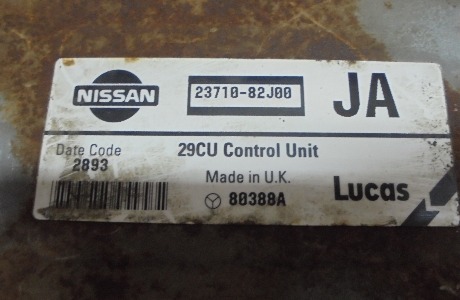 NISSAN
23710-82J00
JA
Date Code
2893
29CU Control Unit
Made in U.K.
80388A
Lucas